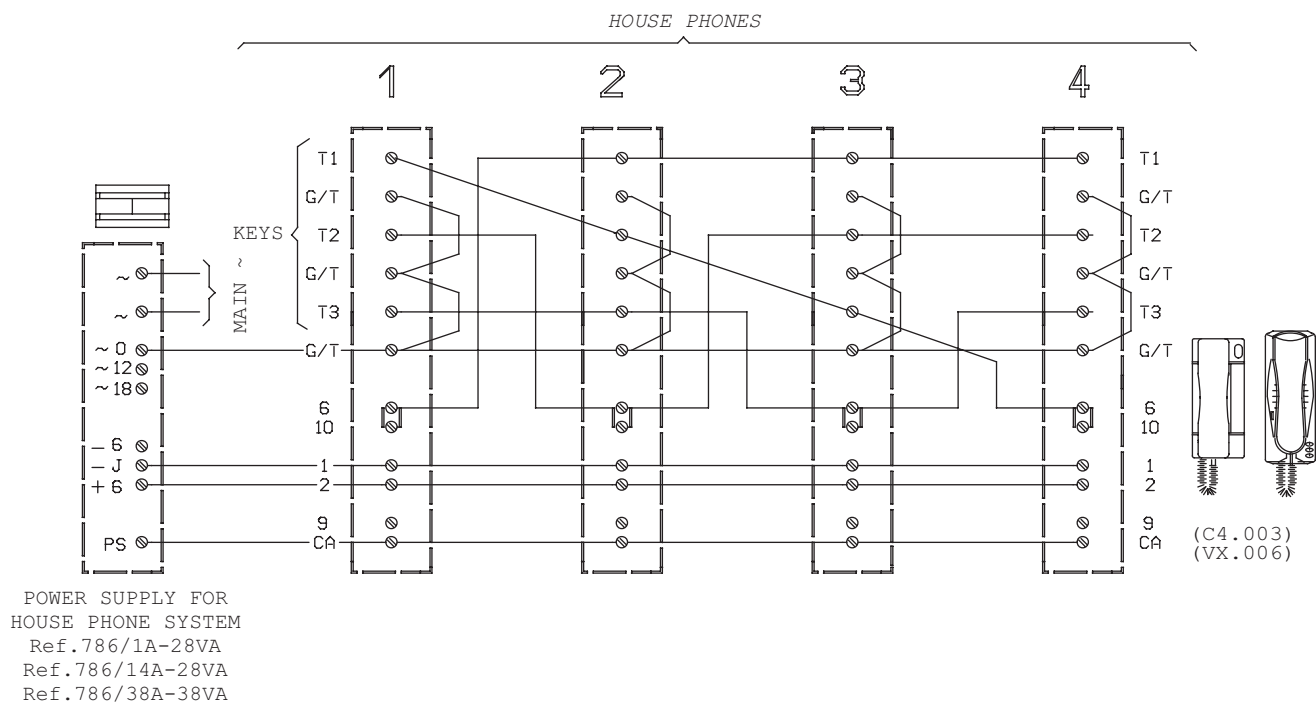 HOUSE PHONES
1 2 3 4
KEYS
MAIN ~
T1
G/T
T2
G/T
T3
G/T
6
10
1
2
9
CA
~
~
~ 0
~ 12
~ 18
– 6
– J
+ 6
PS
T1
G/T
T2
G/T
T3
G/T
6
10
1
2
9
CA
(C4.003)
(VX.006)
POWER SUPPLY FOR
HOUSE PHONE SYSTEM
Ref.786/1A-28VA
Ref.786/14A-28VA
Ref.786/38A-38VA